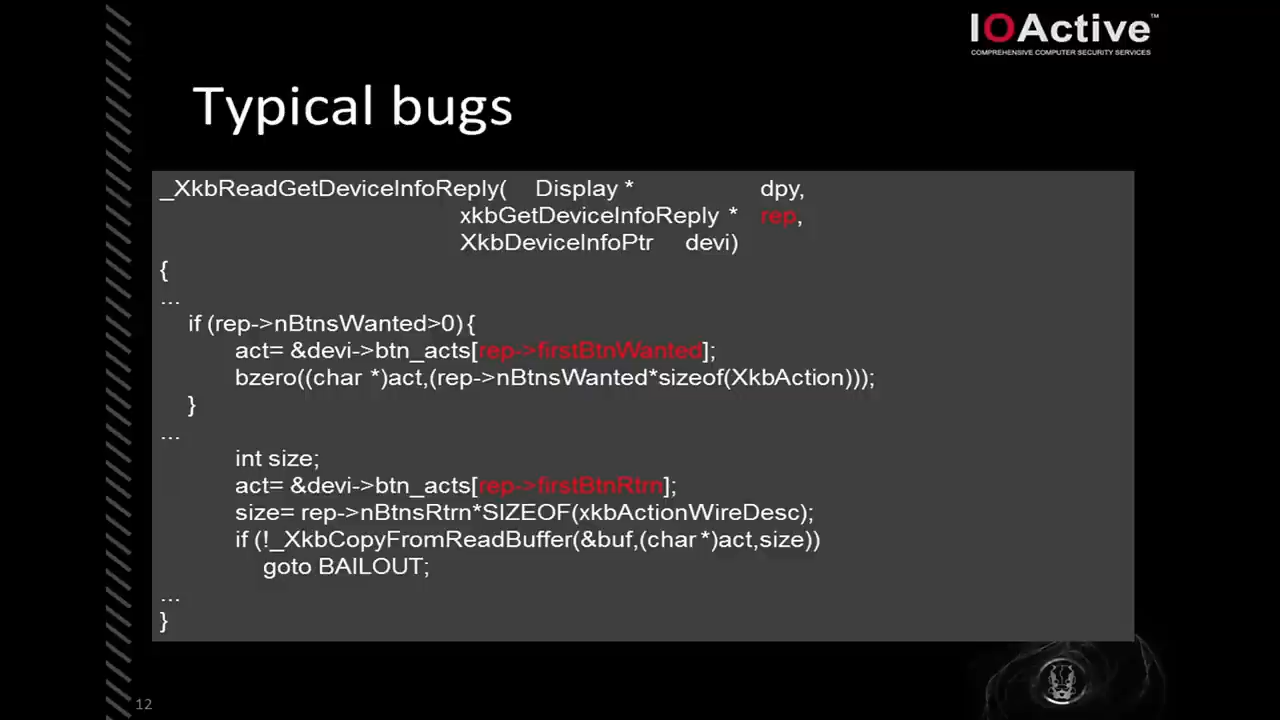 IOActive™
COMPREHENSIVE COMPUTER SECURITY SERVICES
Typical bugs
_XkbReadGetDeviceInfoReply( Display * dpy,
xkbGetDeviceInfoReply * rep,
XkbDeviceInfoPtr devi)
{
...
if (rep->nBtnsWanted>0) {
act= &devi->btn_acts[rep->firstBtnWanted];
bzero((char *)act,(rep->nBtnsWanted*sizeof(XkbAction)));
}
...
int size;
act= &devi->btn_acts[rep->firstBtnRtrn];
size= rep->nBtnsRtrn*SIZEOF(xkbActionWireDesc);
if (!_XkbCopyFromReadBuffer(&buf,(char *)act,size))
goto BAILOUT;
...
}
12